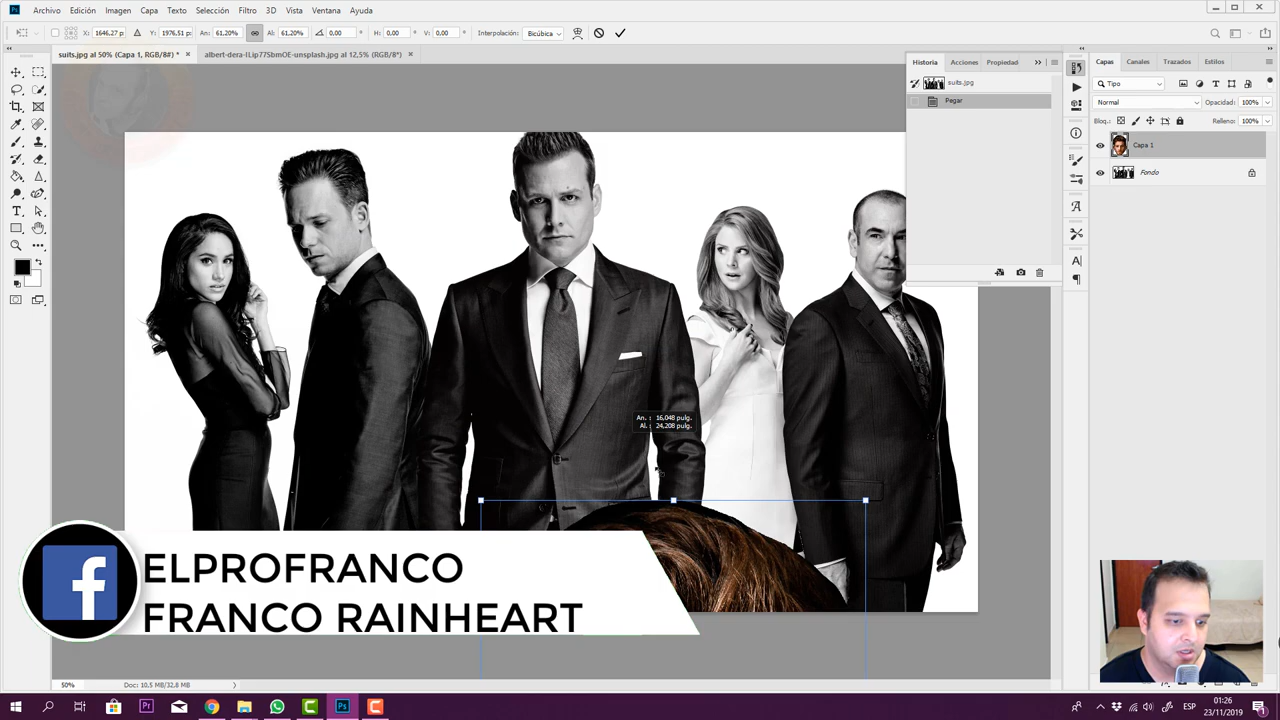 Ps Archivo Edición Imagen Capa Texto Selección Filtro 3D Vista Ventana Ayuda
X: 1646,27 p Y: 1976,51 p An: 61,20% Al: 61,20% 0,00 ° H: 0,00 ° V: 0,00 ° Interpolación: Bicúbica
suits.jpg al 50% (Capa 1, RGB/8#) * × albert-dera-ILip77SbmOE-unsplash.jpg al 12,5% (RGB/8*) ×
Historia Acciones Propiedad
suits.jpg
Pegar
Capas Canales Trazados Estilos
Tipo
Normal Opacidad: 100%
Bloq.: Relleno: 100%
Capa 1
Fondo
An. : 16,048 pulg.
Al. : 24,208 pulg.
f
ELPROFRANCO
FRANCO RAINHEART
50% Doc: 10,5 MB/32,8 MB
Pr Ps ESP
01:26
23/11/2019